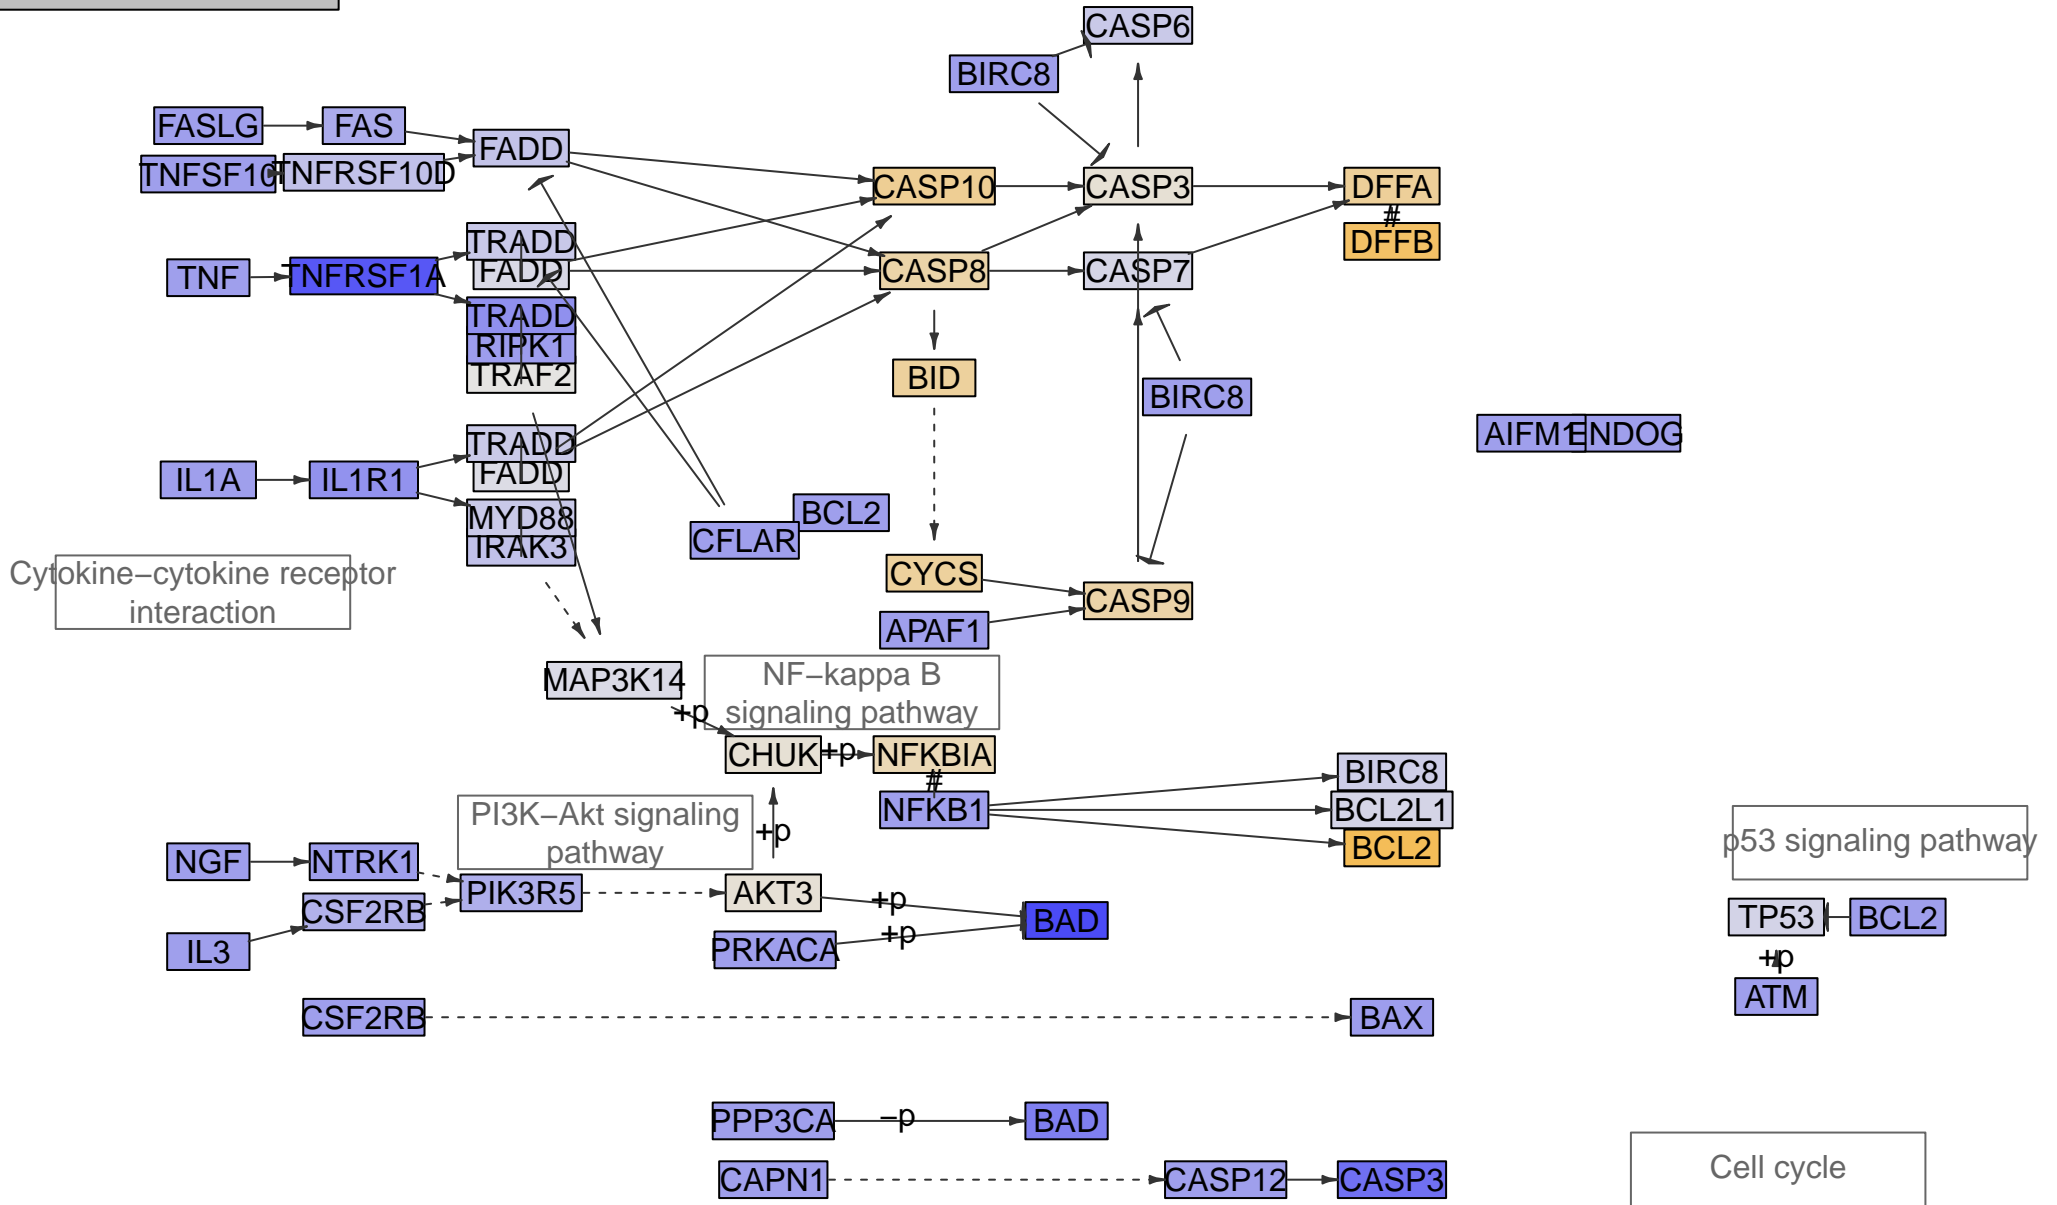 CASP6
BIRC8
FASLG
FAS
FADD
TNFSF10
TNFRSF10D
CASP10
CASP3
DFFA
#
DFFB
TRADD
FADD
TNF
TNFRSF1A
CASP8
CASP7
TRADD
RIPK1
TRAF2
BID
BIRC8
AIFM1
ENDOG
TRADD
FADD
IL1A
IL1R1
MYD88
IRAK3
BCL2
CFLAR
Cytokine–cytokine receptor
interaction
CYCS
CASP9
APAF1
MAP3K14
NF–kappa B
signaling pathway
+p
CHUK
+p
NFKBIA
#
NFKB1
BIRC8
BCL2L1
BCL2
PI3K–Akt signaling
pathway
+p
p53 signaling pathway
NGF
NTRK1
PIK3R5
AKT3
+p
CSF2RB
BAD
IL3
PRKACA
+p
TP53
BCL2
+p
ATM
CSF2RB
BAX
PPP3CA
–p
BAD
CAPN1
CASP12
CASP3
Cell cycle